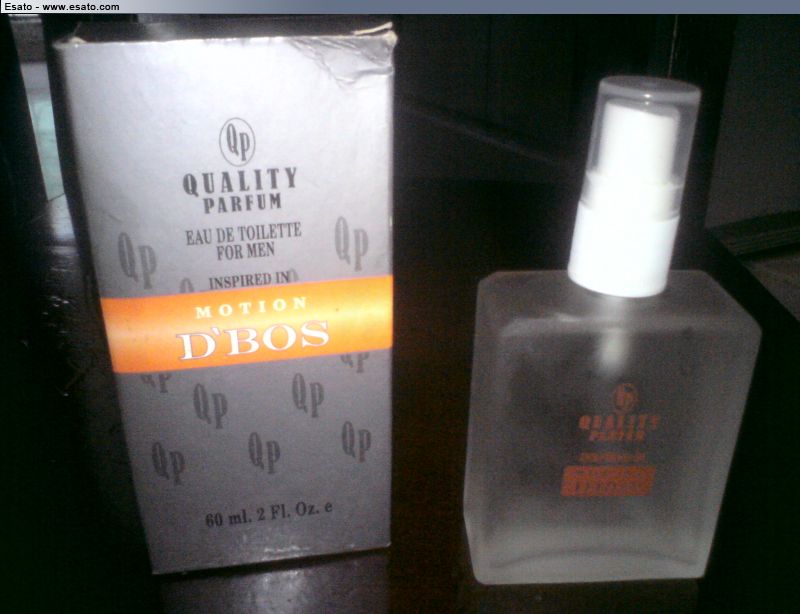 Esato - www.esato.com
Qp
QUALITY
PARFUM
EAU DE TOILETTE
FOR MEN
INSPIRED IN
MOTION
D'BOS
Qp Qp
Qp Qp
Qp Qp Qp
60 ml. 2 Fl. Oz. e
QUALITY
PARFUM